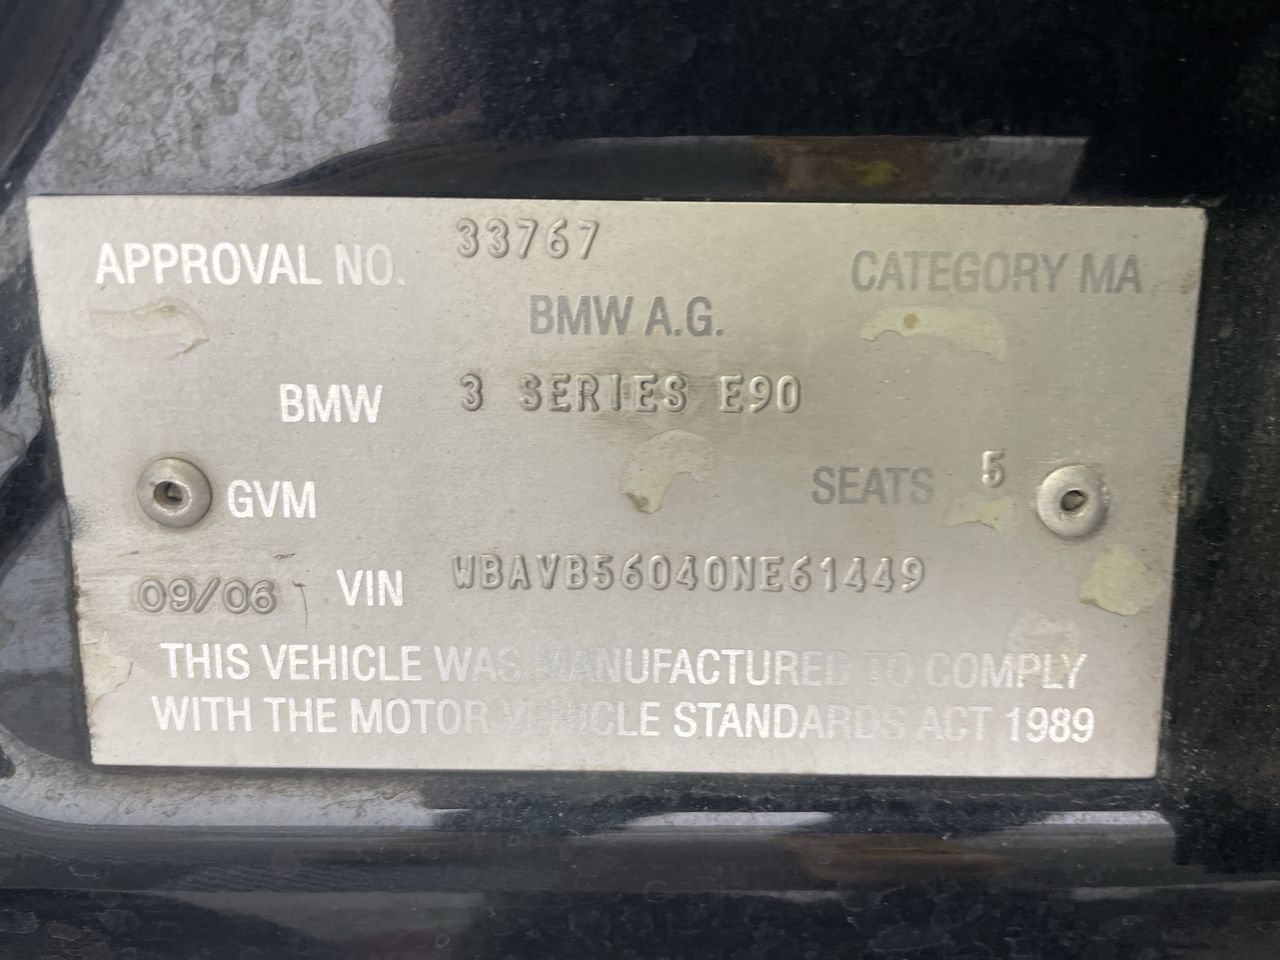 APPROVAL NO. 33767 CATEGORY MA
BMW A.G.
BMW 3 SERIES E90
GVM SEATS 5
09/06 VIN WBAVB56040NE61449
THIS VEHICLE WAS MANUFACTURED TO COMPLY
WITH THE MOTOR VEHICLE STANDARDS ACT 1989